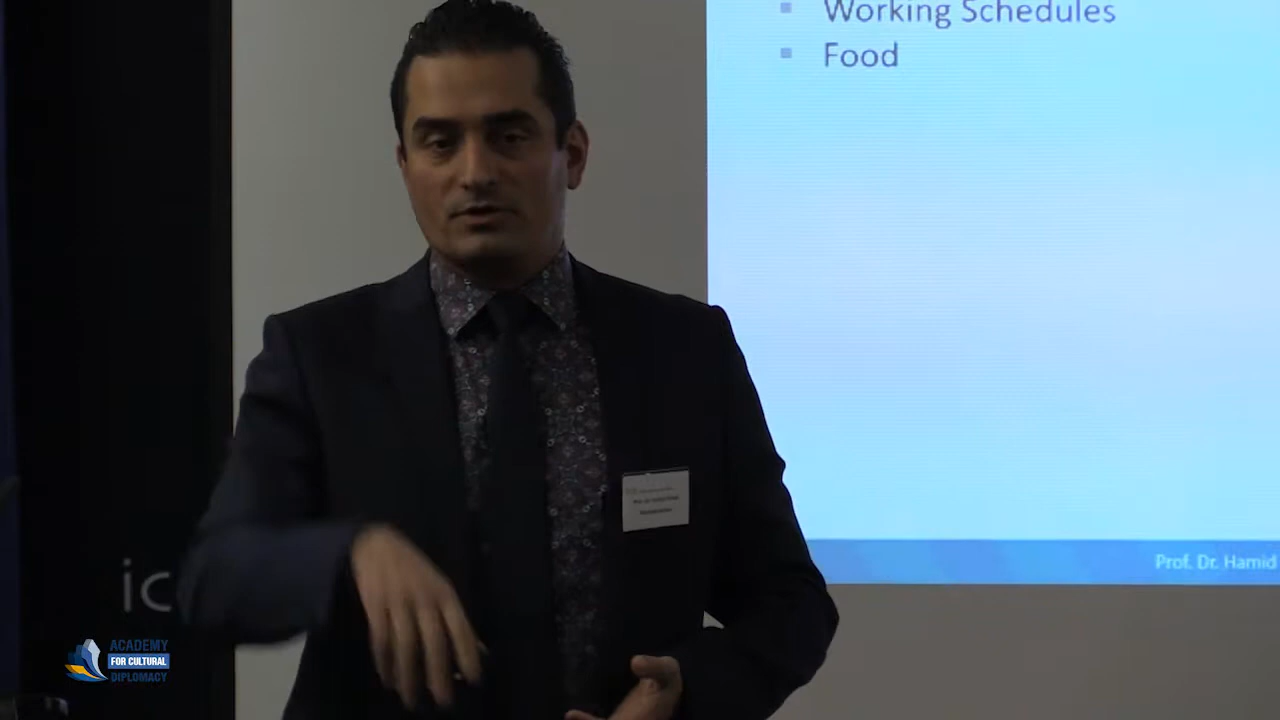 Working Schedules
Food
Prof. Dr. Hamid
ic
ACADEMY
FOR CULTURAL
DIPLOMACY